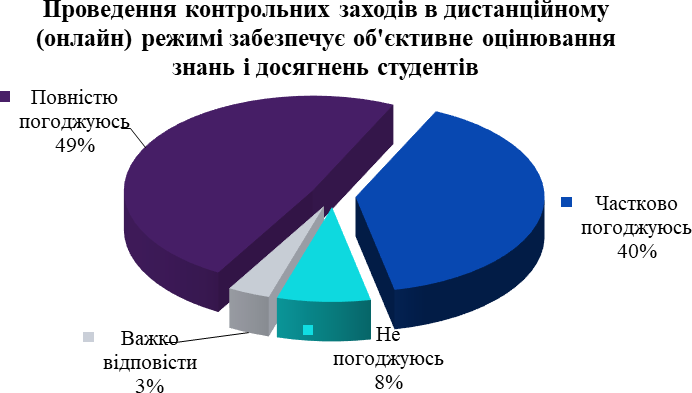 Проведення контрольних заходів в дистанційному
(онлайн) режимі забезпечує об'єктивне оцінювання
знань і досягнень студентів
Повністю
погоджуюсь
49%
Частково
погоджуюсь
40%
Важко
відповісти
3%
Не
погоджуюсь
8%